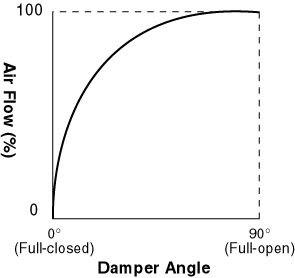 100
Air Flow (%)
0
0° 90°
(Full-closed) (Full-open)
Damper Angle